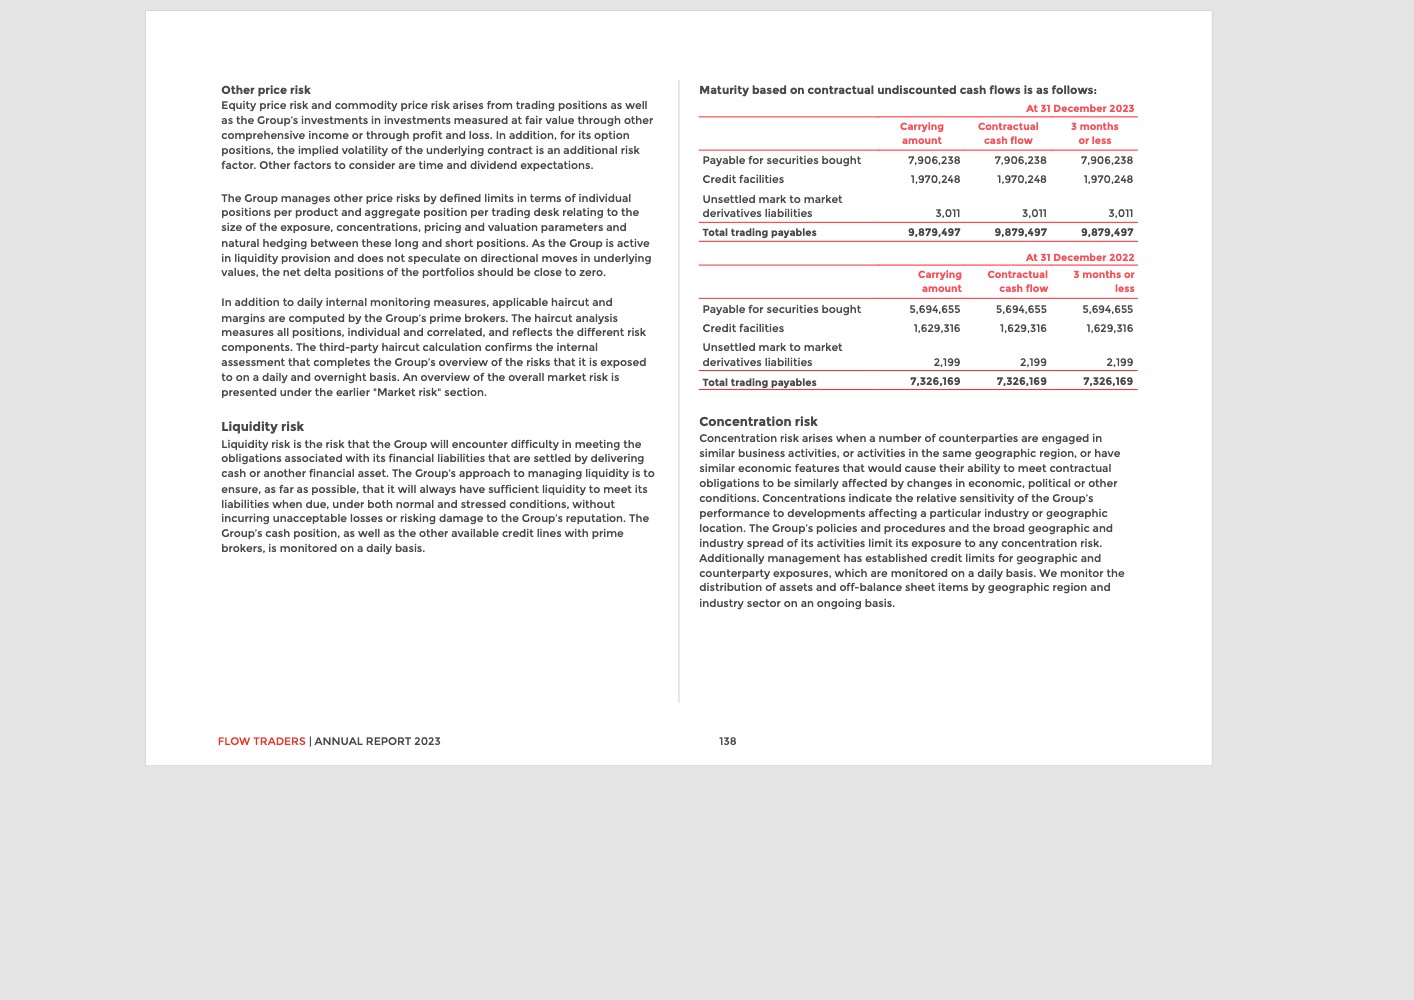 Other price risk
Equity price risk and commodity price risk arises from trading positions as well
as the Group's investments in investments measured at fair value through other
comprehensive income or through profit and loss. In addition, for its option
positions, the implied volatility of the underlying contract is an additional risk
factor. Other factors to consider are time and dividend expectations.
The Group manages other price risks by defined limits in terms of individual
positions per product and aggregate position per trading desk relating to the
size of the exposure, concentrations, pricing and valuation parameters and
natural hedging between these long and short positions. As the Group is active
in liquidity provision and does not speculate on directional moves in underlying
values, the net delta positions of the portfolios should be close to zero.
In addition to daily internal monitoring measures, applicable haircut and
margins are computed by the Group's prime brokers. The haircut analysis
measures all positions, individual and correlated, and reflects the different risk
components. The third-party haircut calculation confirms the internal
assessment that completes the Group's overview of the risks that it is exposed
to on a daily and overnight basis. An overview of the overall market risk is
presented under the earlier "Market risk" section.
Liquidity risk
Liquidity risk is the risk that the Group will encounter difficulty in meeting the
obligations associated with its financial liabilities that are settled by delivering
cash or another financial asset. The Group's approach to managing liquidity is to
ensure, as far as possible, that it will always have sufficient liquidity to meet its
liabilities when due, under both normal and stressed conditions, without
incurring unacceptable losses or risking damage to the Group's reputation. The
Group's cash position, as well as the other available credit lines with prime
brokers, is monitored on a daily basis.
Maturity based on contractual undiscounted cash flows is as follows:
At 31 December 2023
Carrying amount Contractual cash flow 3 months or less
Payable for securities bought 7,906,238 7,906,238 7,906,238
Credit facilities 1,970,248 1,970,248 1,970,248
Unsettled mark to market
derivatives liabilities 3,011 3,011 3,011
Total trading payables 9,879,497 9,879,497 9,879,497
At 31 December 2022
Carrying amount Contractual cash flow 3 months or less
Payable for securities bought 5,694,655 5,694,655 5,694,655
Credit facilities 1,629,316 1,629,316 1,629,316
Unsettled mark to market
derivatives liabilities 2,199 2,199 2,199
Total trading payables 7,326,169 7,326,169 7,326,169
Concentration risk
Concentration risk arises when a number of counterparties are engaged in
similar business activities, or activities in the same geographic region, or have
similar economic features that would cause their ability to meet contractual
obligations to be similarly affected by changes in economic, political or other
conditions. Concentrations indicate the relative sensitivity of the Group's
performance to developments affecting a particular industry or geographic
location. The Group's policies and procedures and the broad geographic and
industry spread of its activities limit its exposure to any concentration risk.
Additionally management has established credit limits for geographic and
counterparty exposures, which are monitored on a daily basis. We monitor the
distribution of assets and off-balance sheet items by geographic region and
industry sector on an ongoing basis.
FLOW TRADERS | ANNUAL REPORT 2023
138